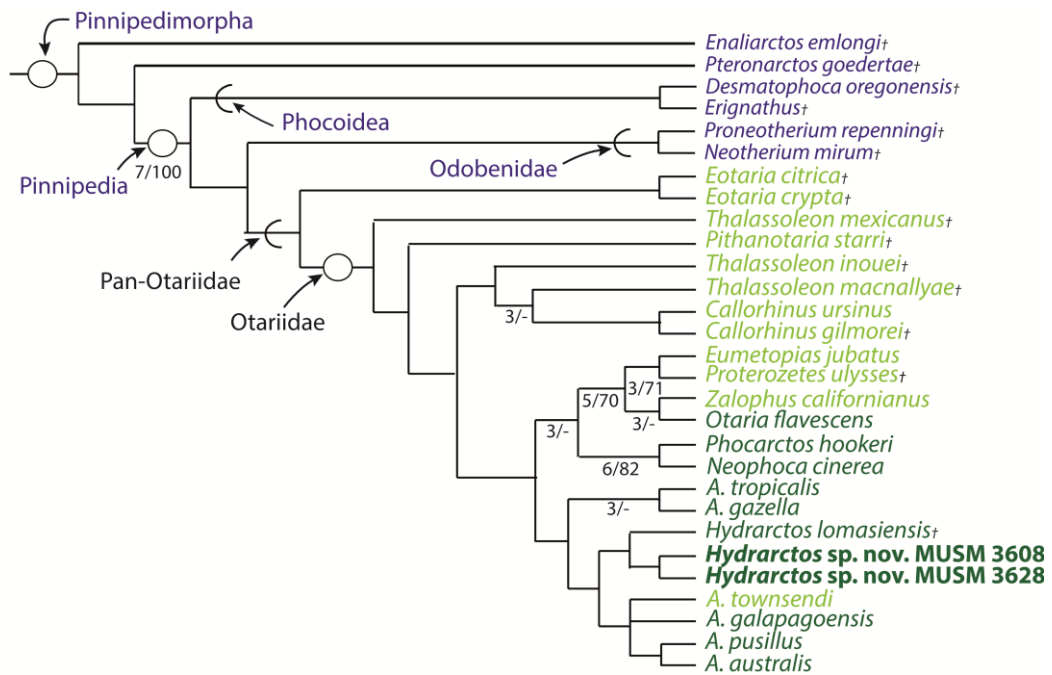 Pinnipedimorpha
Enaliarctos emlongi†
Pteronarctos goedertae†
Desmatophoca oregonensis†
Erignathus†
Phocoidea
Proneotherium repenningi†
Neotherium mirum†
7/100
Odobenidae
Pinnipedia
Eotaria citrica†
Eotaria crypta†
Thalassoleon mexicanus†
Pithanotaria starri†
Pan-Otariidae
Thalassoleon inouei†
Thalassoleon macnallyae†
Otariidae
3/-
Callorhinus ursinus
Callorhinus gilmorei†
Eumetopias jubatus
Proterozetes ulysses†
3/71
5/70
Zalophus californianus
Otaria flavescens
3/-
3/-
Phocarctos hookeri
Neophoca cinerea
6/82
A. tropicalis
A. gazella
3/-
Hydrarctos lomasiensis†
Hydrarctos sp. nov. MUSM 3608
Hydrarctos sp. nov. MUSM 3628
A. townsendi
A. galapagoensis
A. pusillus
A. australis